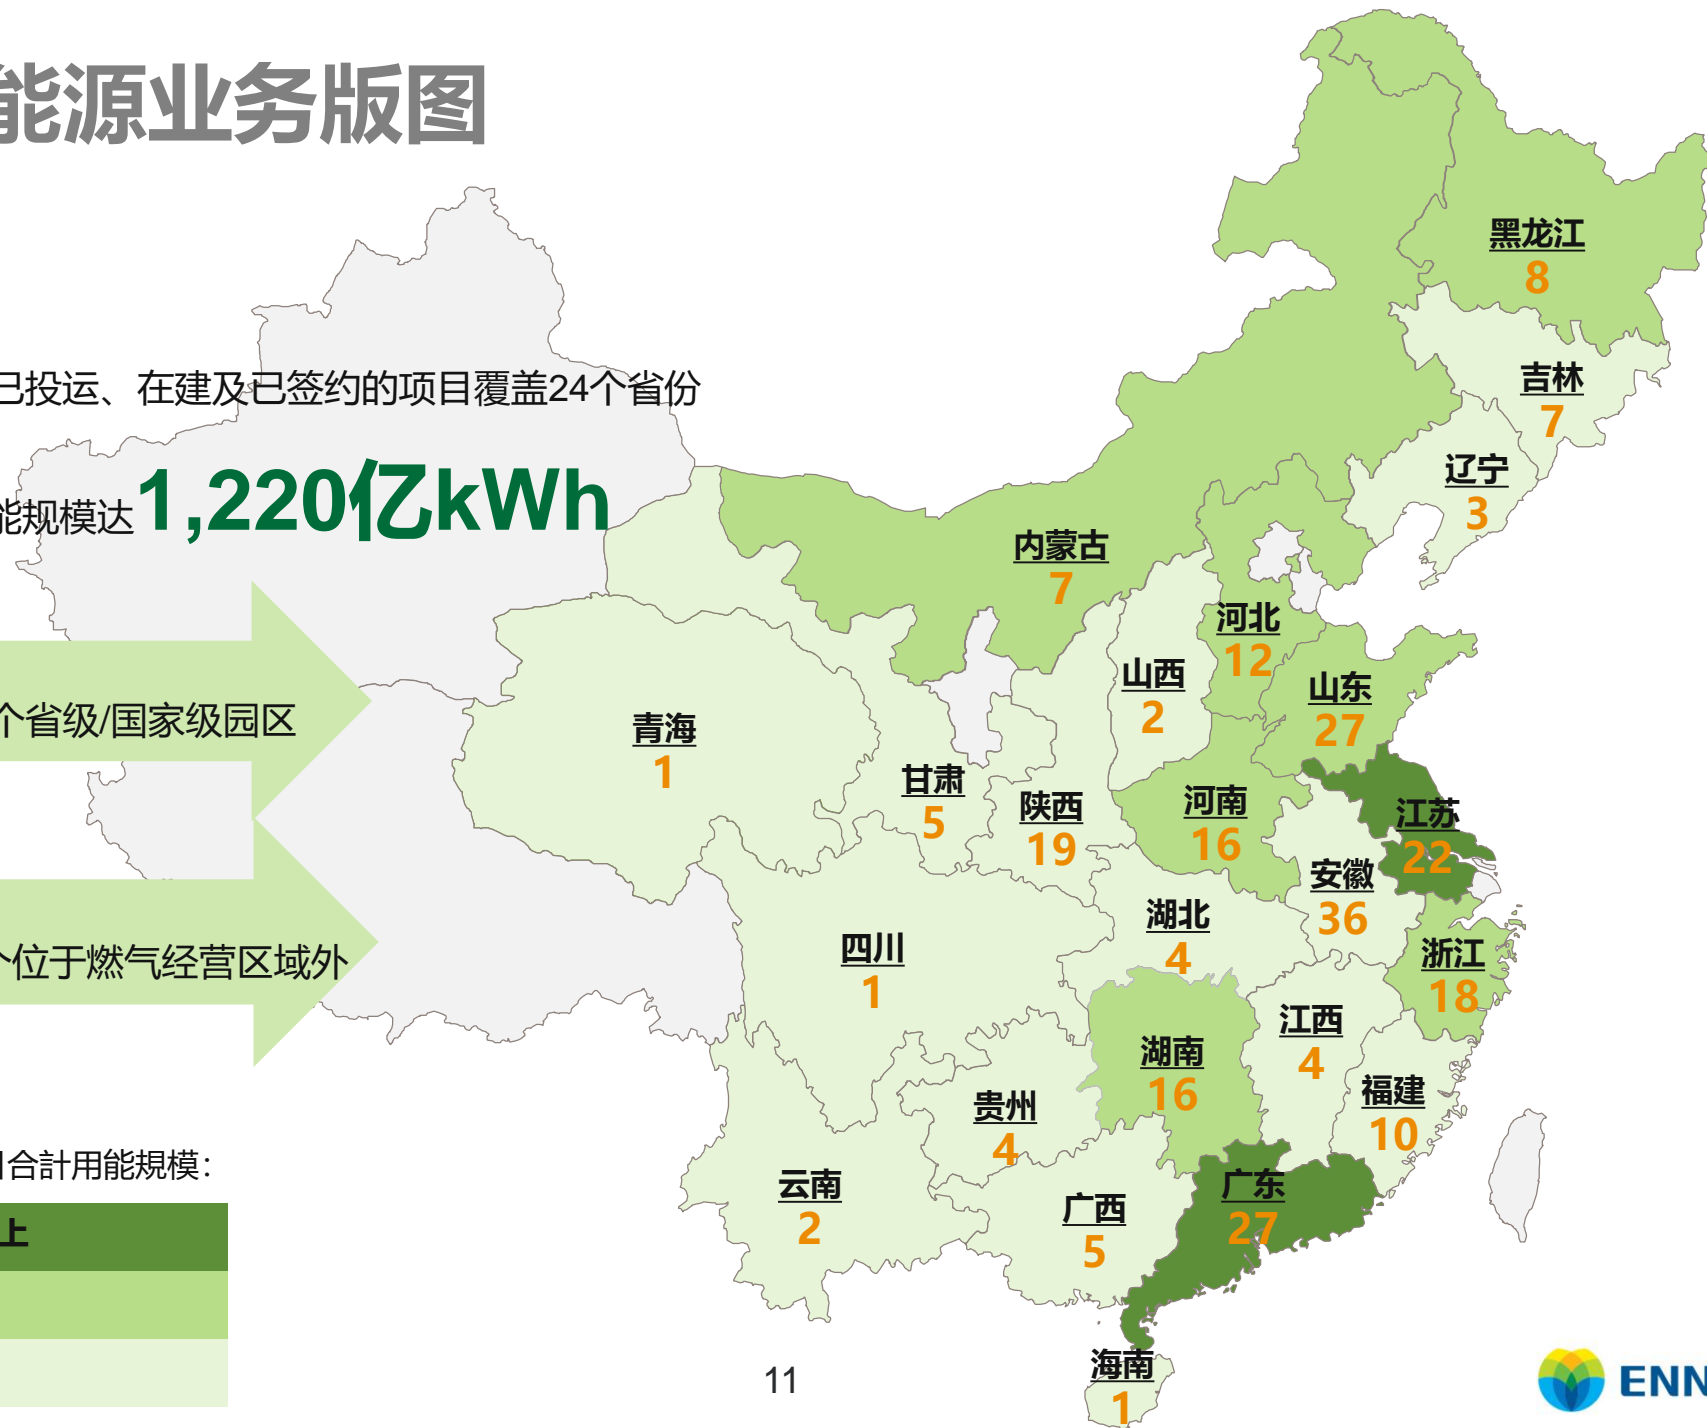 能源业务版图
已投运、在建及已签约的项目覆盖24个省份
能规模达1,220亿kWh
个省级/国家级园区
个位于燃气经营区域外
合計用能規模：
上
黑龙江
8
吉林
7
辽宁
3
内蒙古
7
河北
12
山西
2
山东
27
青海
1
甘肃
5
陕西
19
河南
16
江苏
22
安徽
36
湖北
4
四川
1
浙江
18
江西
4
湖南
16
福建
10
贵州
4
云南
2
广西
5
广东
27
海南
1
11
ENN